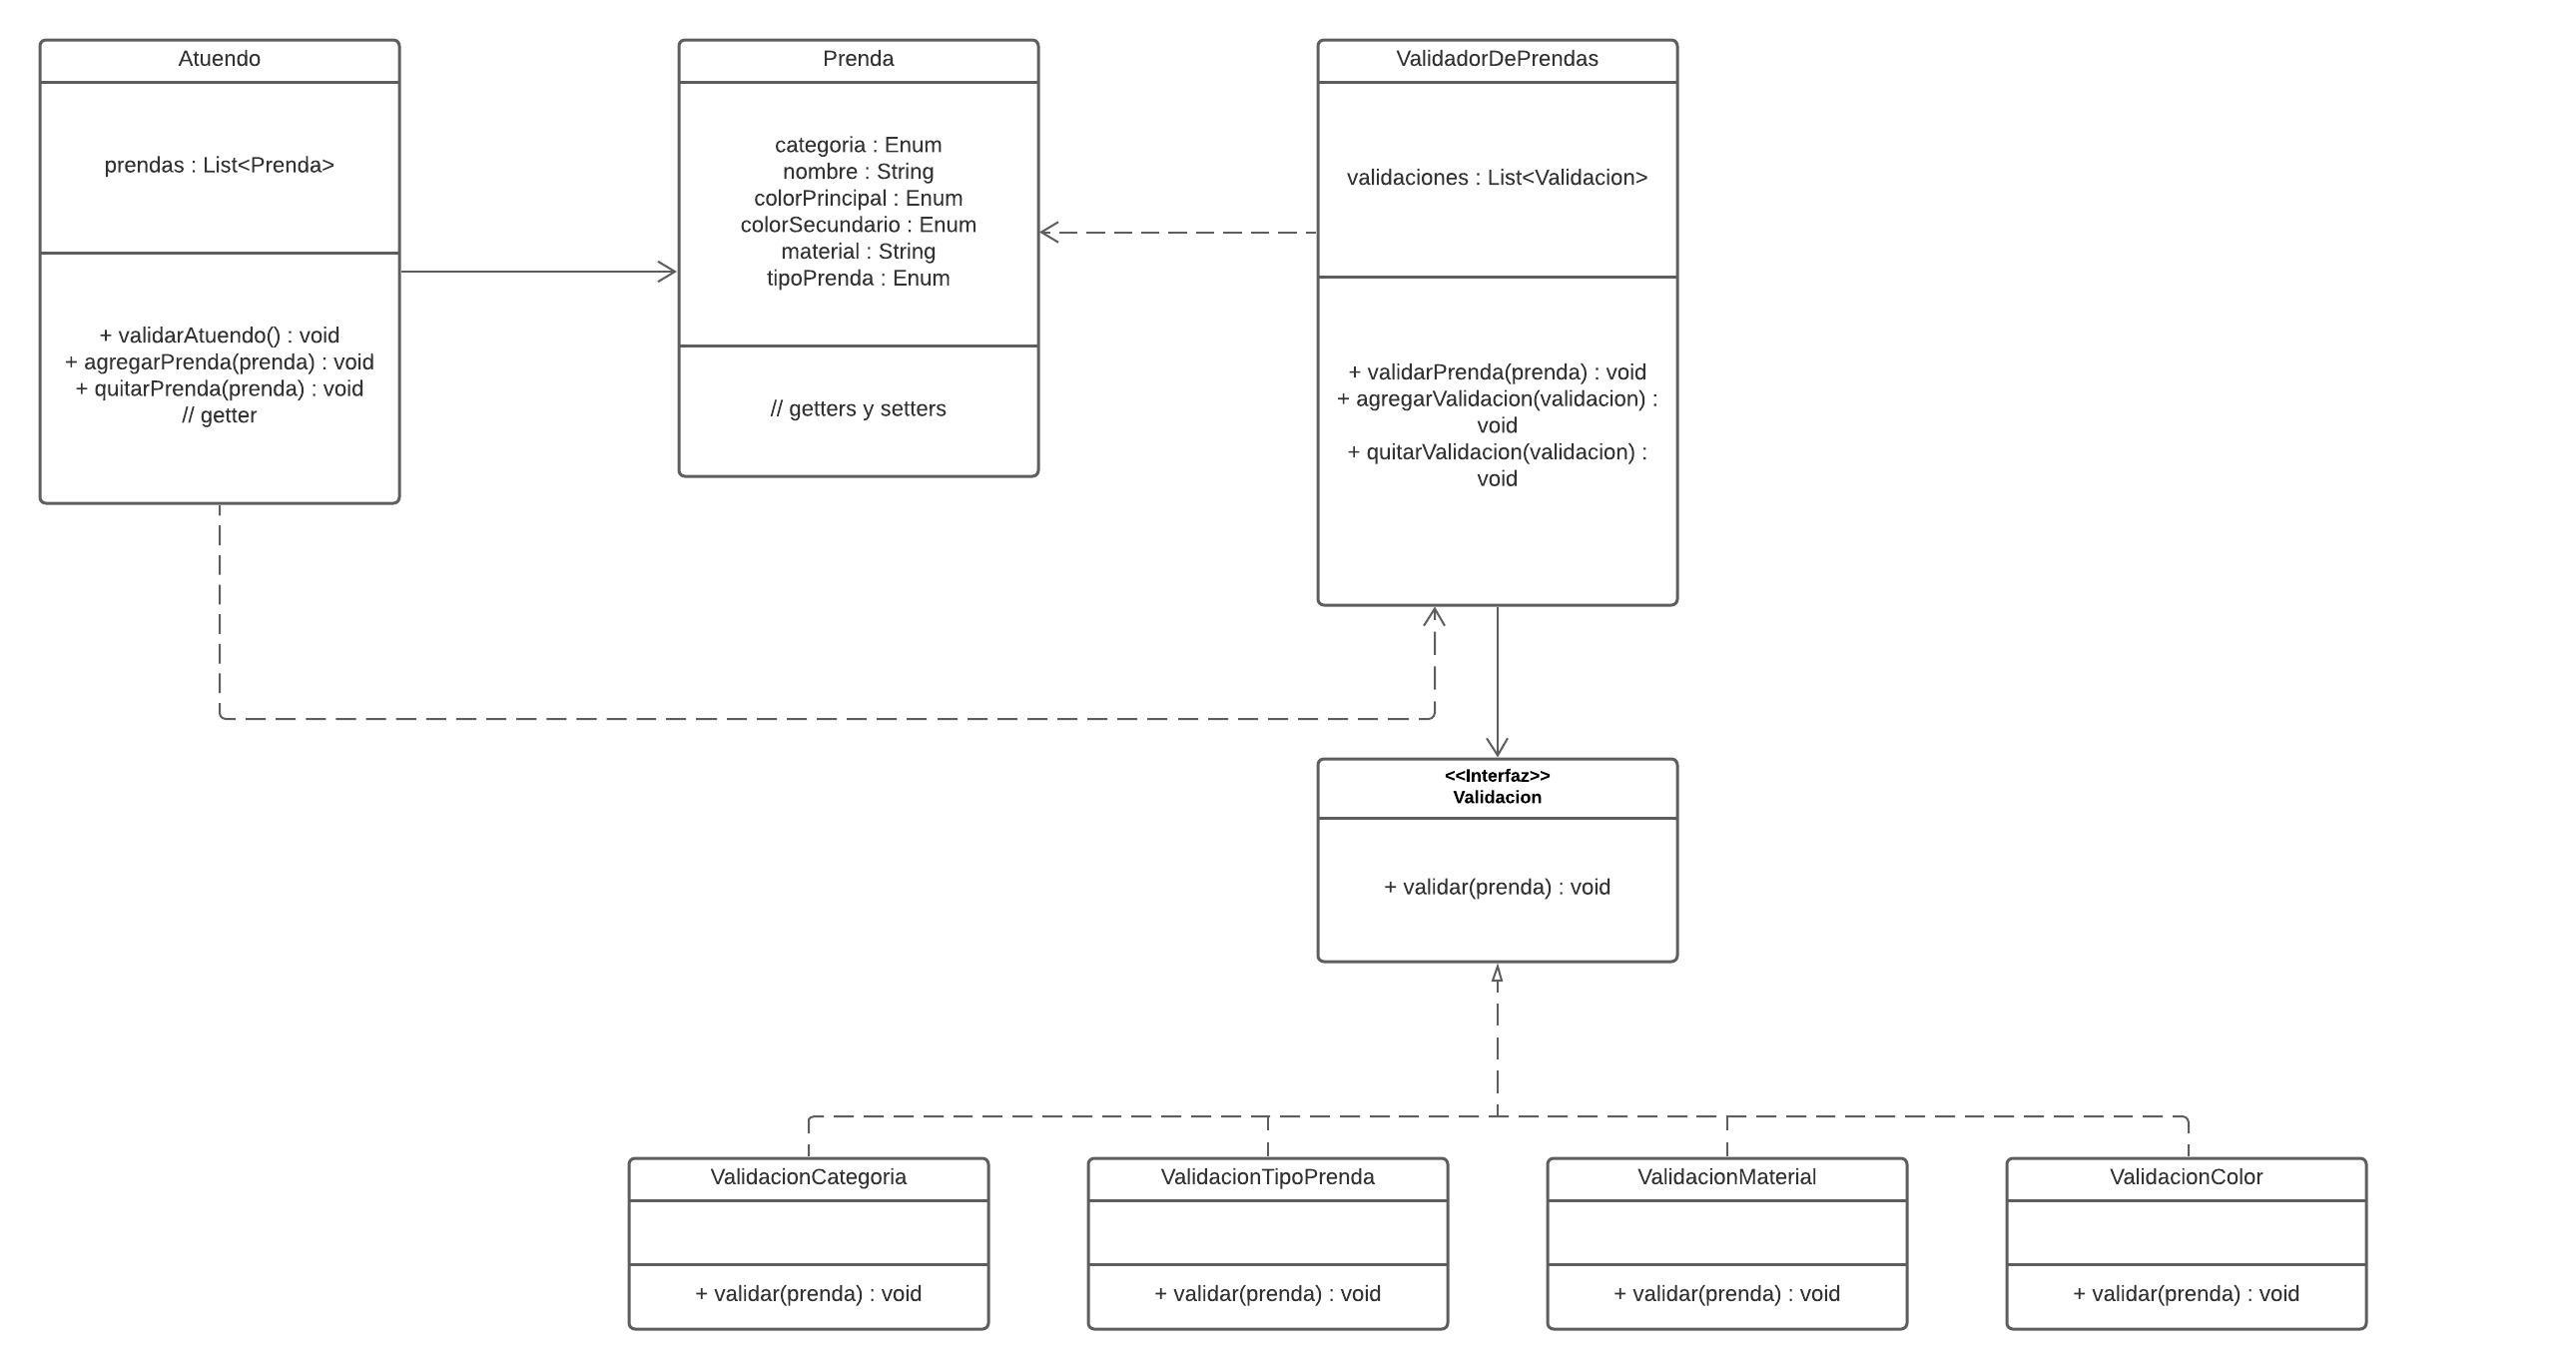 Atuendo
prendas : List<Prenda>
+ validarAtuendo() : void
+ agregarPrenda(prenda) : void
+ quitarPrenda(prenda) : void
// getter
Prenda
categoria : Enum
nombre : String
colorPrincipal : Enum
colorSecundario : Enum
material : String
tipoPrenda : Enum
// getters y setters
ValidadorDePrendas
validaciones : List<Validacion>
+ validarPrenda(prenda) : void
+ agregarValidacion(validacion) :
void
+ quitarValidacion(validacion) :
void
<<Interfaz>>
Validacion
+ validar(prenda) : void
ValidacionCategoria
+ validar(prenda) : void
ValidacionTipoPrenda
+ validar(prenda) : void
ValidacionMaterial
+ validar(prenda) : void
ValidacionColor
+ validar(prenda) : void